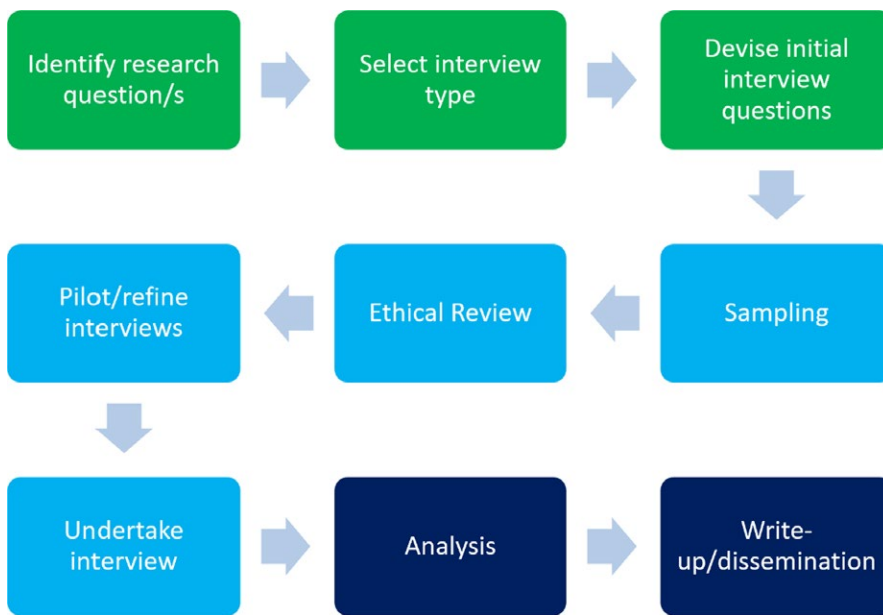 Identify research
question/s
Select interview
type
Devise initial
interview
questions
Sampling
Ethical Review
Pilot/refine
interviews
Undertake
interview
Analysis
Write-
up/dissemination